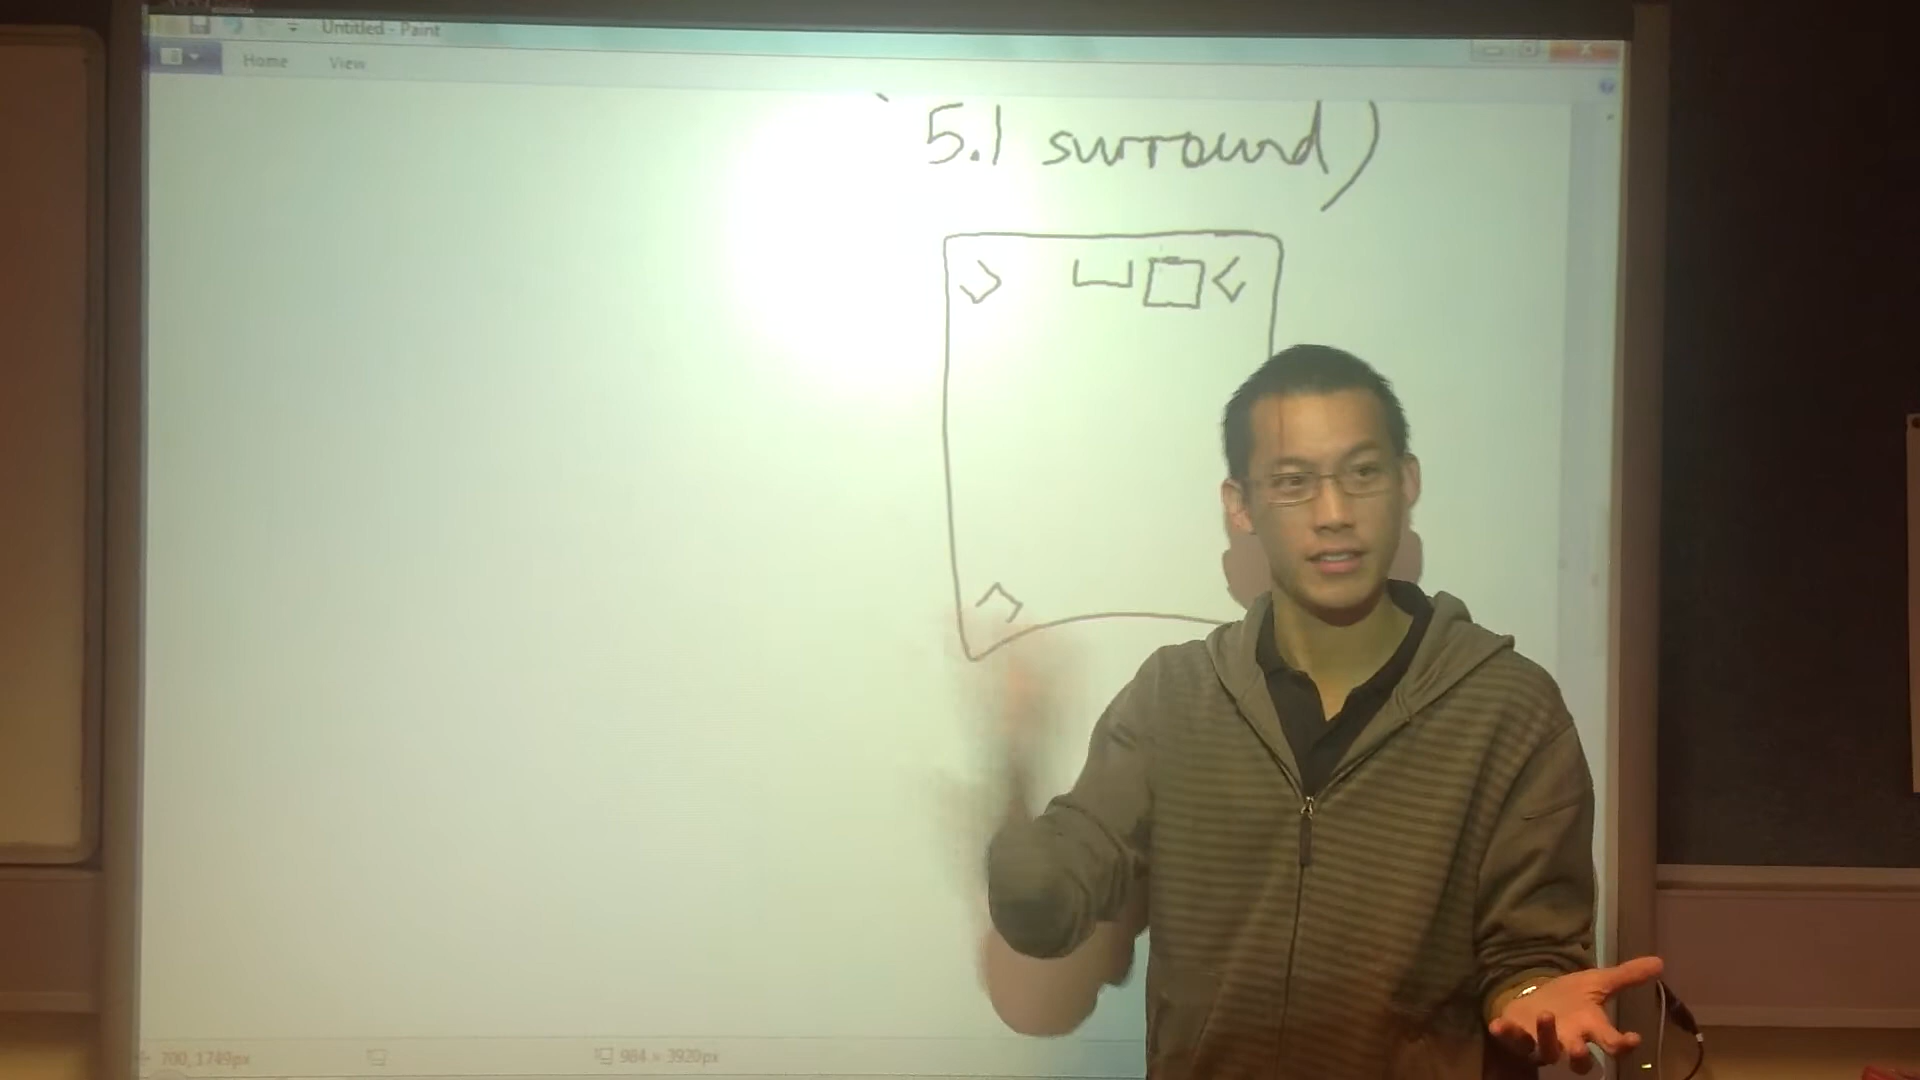 Untitled - Paint
Home View
5.1 surround)
700, 1749px 984 × 3920px